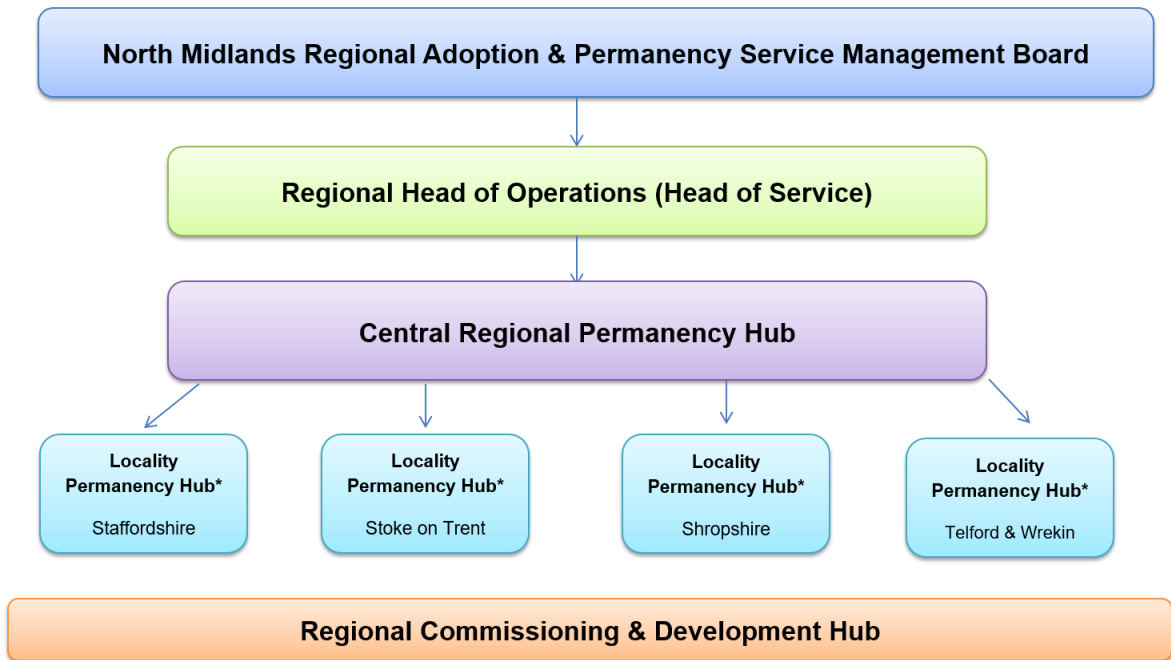 North Midlands Regional Adoption & Permanency Service Management Board
Regional Head of Operations (Head of Service)
Central Regional Permanency Hub
Locality
Permanency Hub*
Staffordshire
Locality
Permanency Hub*
Stoke on Trent
Locality
Permanency Hub*
Shropshire
Locality
Permanency Hub*
Telford & Wrekin
Regional Commissioning & Development Hub